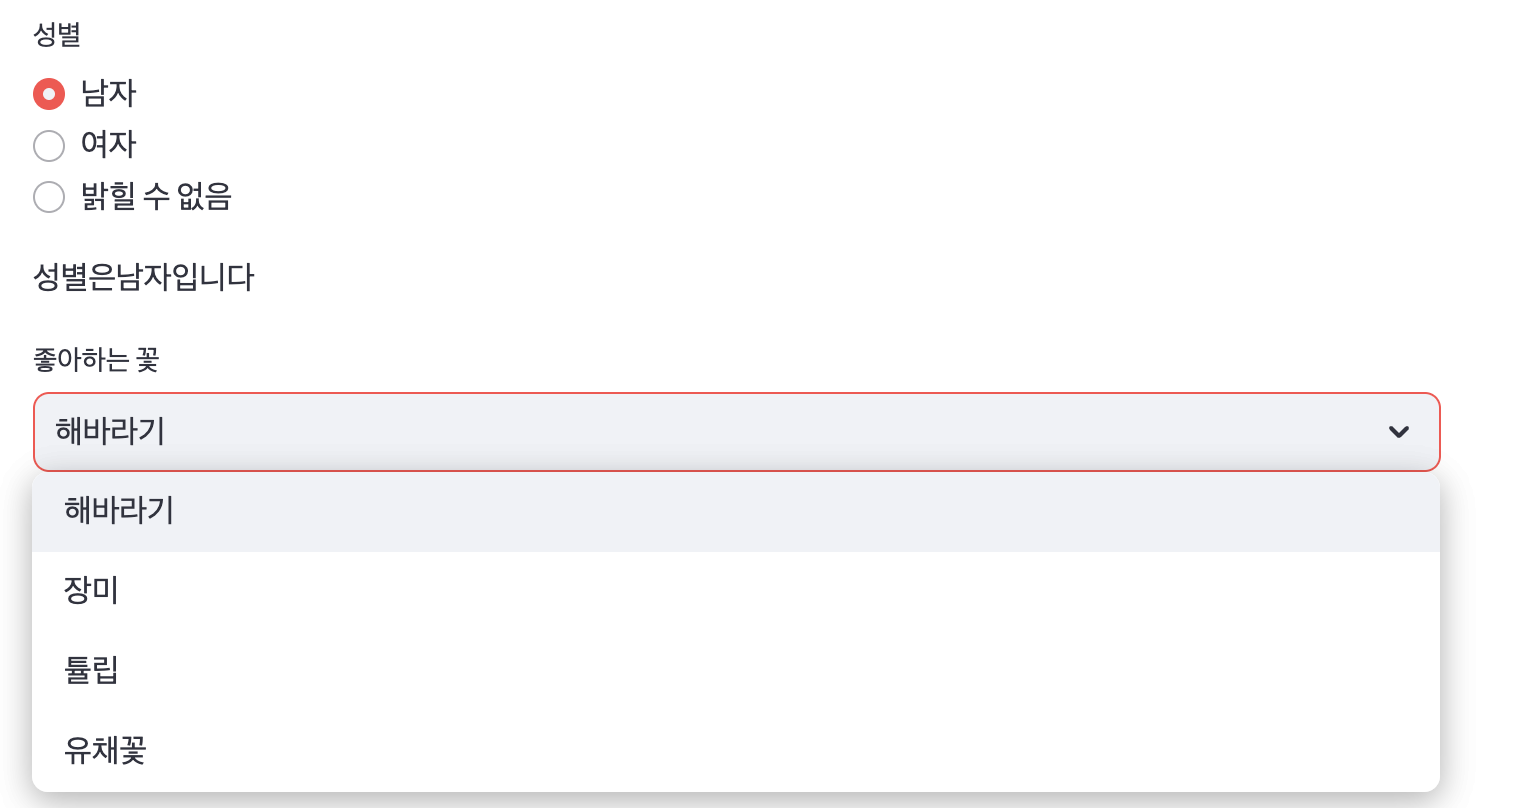 성별
남자
여자
밝힐 수 없음
성별은남자입니다
좋아하는 꽃
해바라기
해바라기
장미
튤립
유채꽃